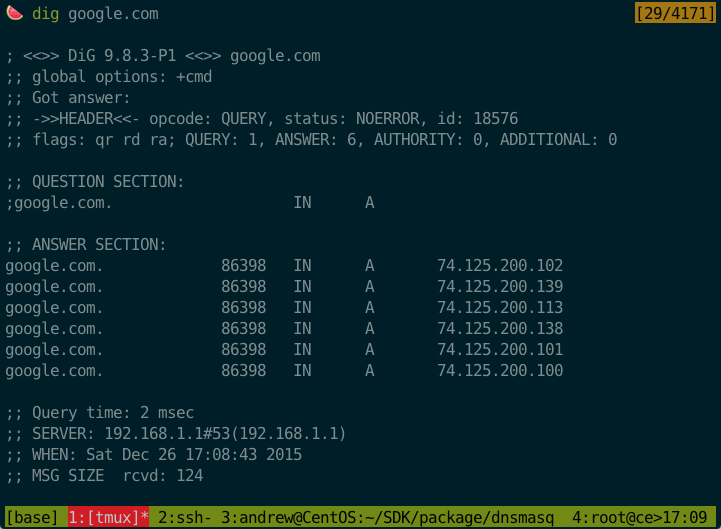 🍉 dig google.com [29/4171]
; <<>> DiG 9.8.3-P1 <<>> google.com
;; global options: +cmd
;; Got answer:
;; ->>HEADER<<- opcode: QUERY, status: NOERROR, id: 18576
;; flags: qr rd ra; QUERY: 1, ANSWER: 6, AUTHORITY: 0, ADDITIONAL: 0
;; QUESTION SECTION:
;google.com. IN A
;; ANSWER SECTION:
google.com. 86398 IN A 74.125.200.102
google.com. 86398 IN A 74.125.200.139
google.com. 86398 IN A 74.125.200.113
google.com. 86398 IN A 74.125.200.138
google.com. 86398 IN A 74.125.200.101
google.com. 86398 IN A 74.125.200.100
;; Query time: 2 msec
;; SERVER: 192.168.1.1#53(192.168.1.1)
;; WHEN: Sat Dec 26 17:08:43 2015
;; MSG SIZE rcvd: 124
[base] 1:[tmux]* 2:ssh- 3:andrew@CentOS:~/SDK/package/dnsmasq 4:root@ce>17:09